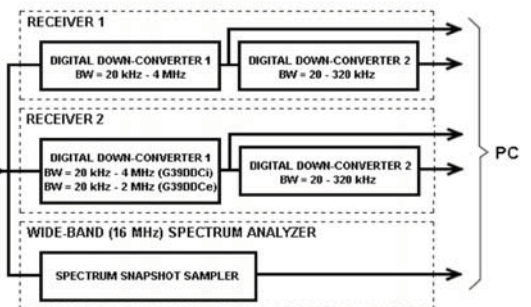 RECEIVER 1
DIGITAL DOWN-CONVERTER 1
BW = 20 kHz - 4 MHz
DIGITAL DOWN-CONVERTER 2
BW = 20 - 320 kHz
RECEIVER 2
DIGITAL DOWN-CONVERTER 1
BW = 20 kHz - 4 MHz (G39DDCi)
BW = 20 kHz - 2 MHz (G39DDCe)
DIGITAL DOWN-CONVERTER 2
BW = 20 - 320 kHz
PC
WIDE-BAND (16 MHz) SPECTRUM ANALYZER
SPECTRUM SNAPSHOT SAMPLER